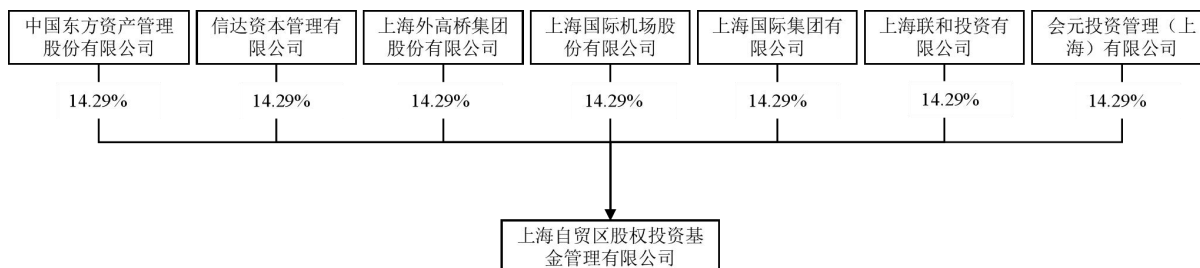 中国东方资产管理
股份有限公司
信达资本管理有
限公司
上海外高桥集团
股份有限公司
上海国际机场股
份有限公司
上海国际集团有
限公司
上海联和投资有
限公司
会元投资管理（上
海）有限公司
14.29%
14.29%
14.29%
14.29%
14.29%
14.29%
14.29%
上海自贸区股权投资基
金管理有限公司